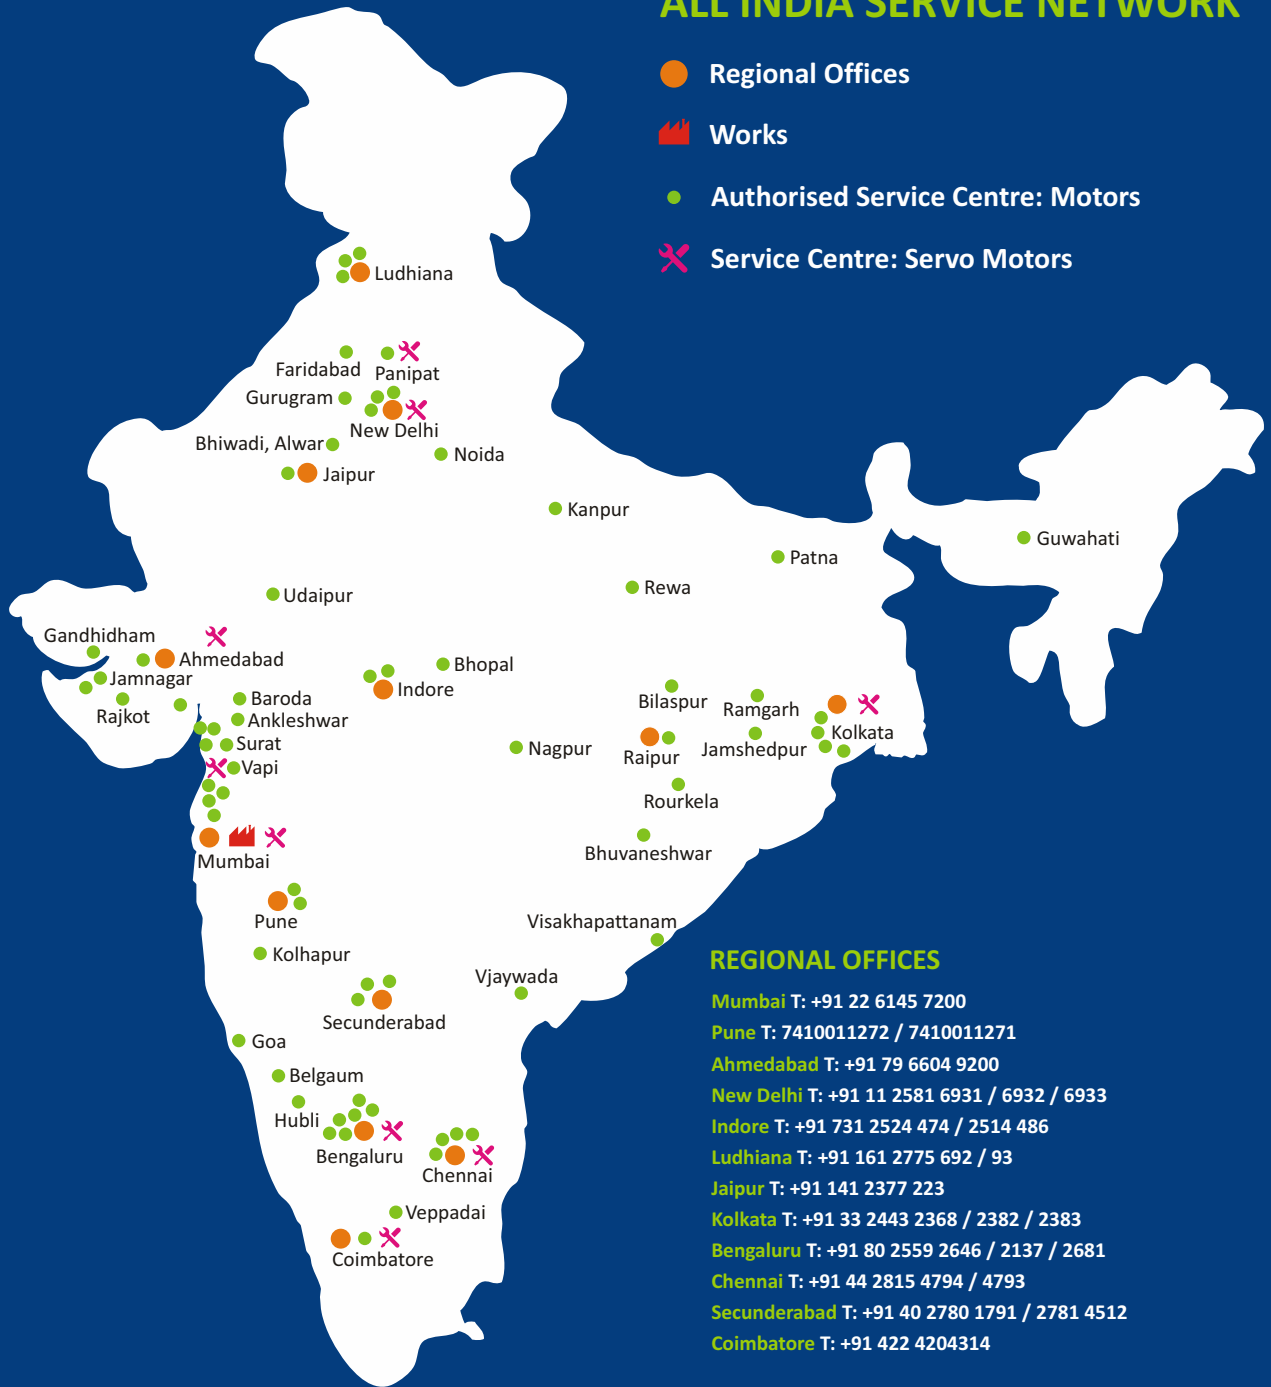 ALL INDIA SERVICE NETWORK
Regional Offices
Works
Authorised Service Centre: Motors
Service Centre: Servo Motors
Ludhiana
Faridabad
Panipat
Gurugram
New Delhi
Bhiwadi, Alwar
Noida
Jaipur
Kanpur
Guwahati
Patna
Rewa
Udaipur
Gandhidham
Ahmedabad
Bhopal
Jamnagar
Indore
Baroda
Bilaspur
Ramgarh
Rajkot
Ankleshwar
Kolkata
Surat
Nagpur
Raipur
Jamshedpur
Vapi
Rourkela
Bhuvaneshwar
Mumbai
Pune
Visakhapattanam
Kolhapur
Vjaywada
Secunderabad
Goa
Belgaum
Hubli
Bengaluru
Chennai
Veppadai
Coimbatore
REGIONAL OFFICES
Mumbai T: +91 22 6145 7200
Pune T: 7410011272 / 7410011271
Ahmedabad T: +91 79 6604 9200
New Delhi T: +91 11 2581 6931 / 6932 / 6933
Indore T: +91 731 2524 474 / 2514 486
Ludhiana T: +91 161 2775 692 / 93
Jaipur T: +91 141 2377 223
Kolkata T: +91 33 2443 2368 / 2382 / 2383
Bengaluru T: +91 80 2559 2646 / 2137 / 2681
Chennai T: +91 44 2815 4794 / 4793
Secunderabad T: +91 40 2780 1791 / 2781 4512
Coimbatore T: +91 422 4204314